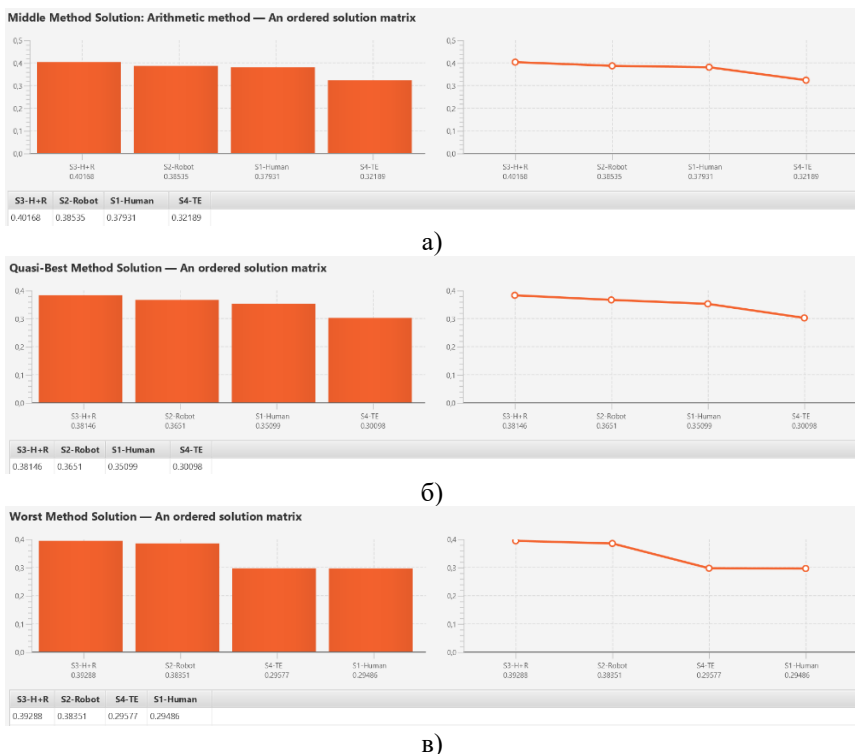 Middle Method Solution: Arithmetic method — An ordered solution matrix
0,5
0,4
0,3
0,2
0,1
0,0
S3-H+R S2-Robot S1-Human S4-TE
0.40168 0.38535 0.37931 0.32189
0,5
0,4
0,3
0,2
0,1
0,0
S3-H+R S2-Robot S1-Human S4-TE
0.40168 0.38535 0.37931 0.32189
S3-H+R S2-Robot S1-Human S4-TE
0.40168 0.38535 0.37931 0.32189
а)
Quasi-Best Method Solution — An ordered solution matrix
0,4
0,3
0,2
0,1
0,0
S3-H+R S2-Robot S1-Human S4-TE
0.38146 0.3651 0.35099 0.30098
0,4
0,3
0,2
0,1
0,0
S3-H+R S2-Robot S1-Human S4-TE
0.38146 0.3651 0.35099 0.30098
S3-H+R S2-Robot S1-Human S4-TE
0.38146 0.3651 0.35099 0.30098
б)
Worst Method Solution — An ordered solution matrix
0,4
0,3
0,2
0,1
0,0
S3-H+R S2-Robot S4-TE S1-Human
0.39288 0.38351 0.29577 0.29486
0,4
0,3
0,2
0,1
0,0
S3-H+R S2-Robot S4-TE S1-Human
0.39288 0.38351 0.29577 0.29486
S3-H+R S2-Robot S4-TE S1-Human
0.39288 0.38351 0.29577 0.29486
в)